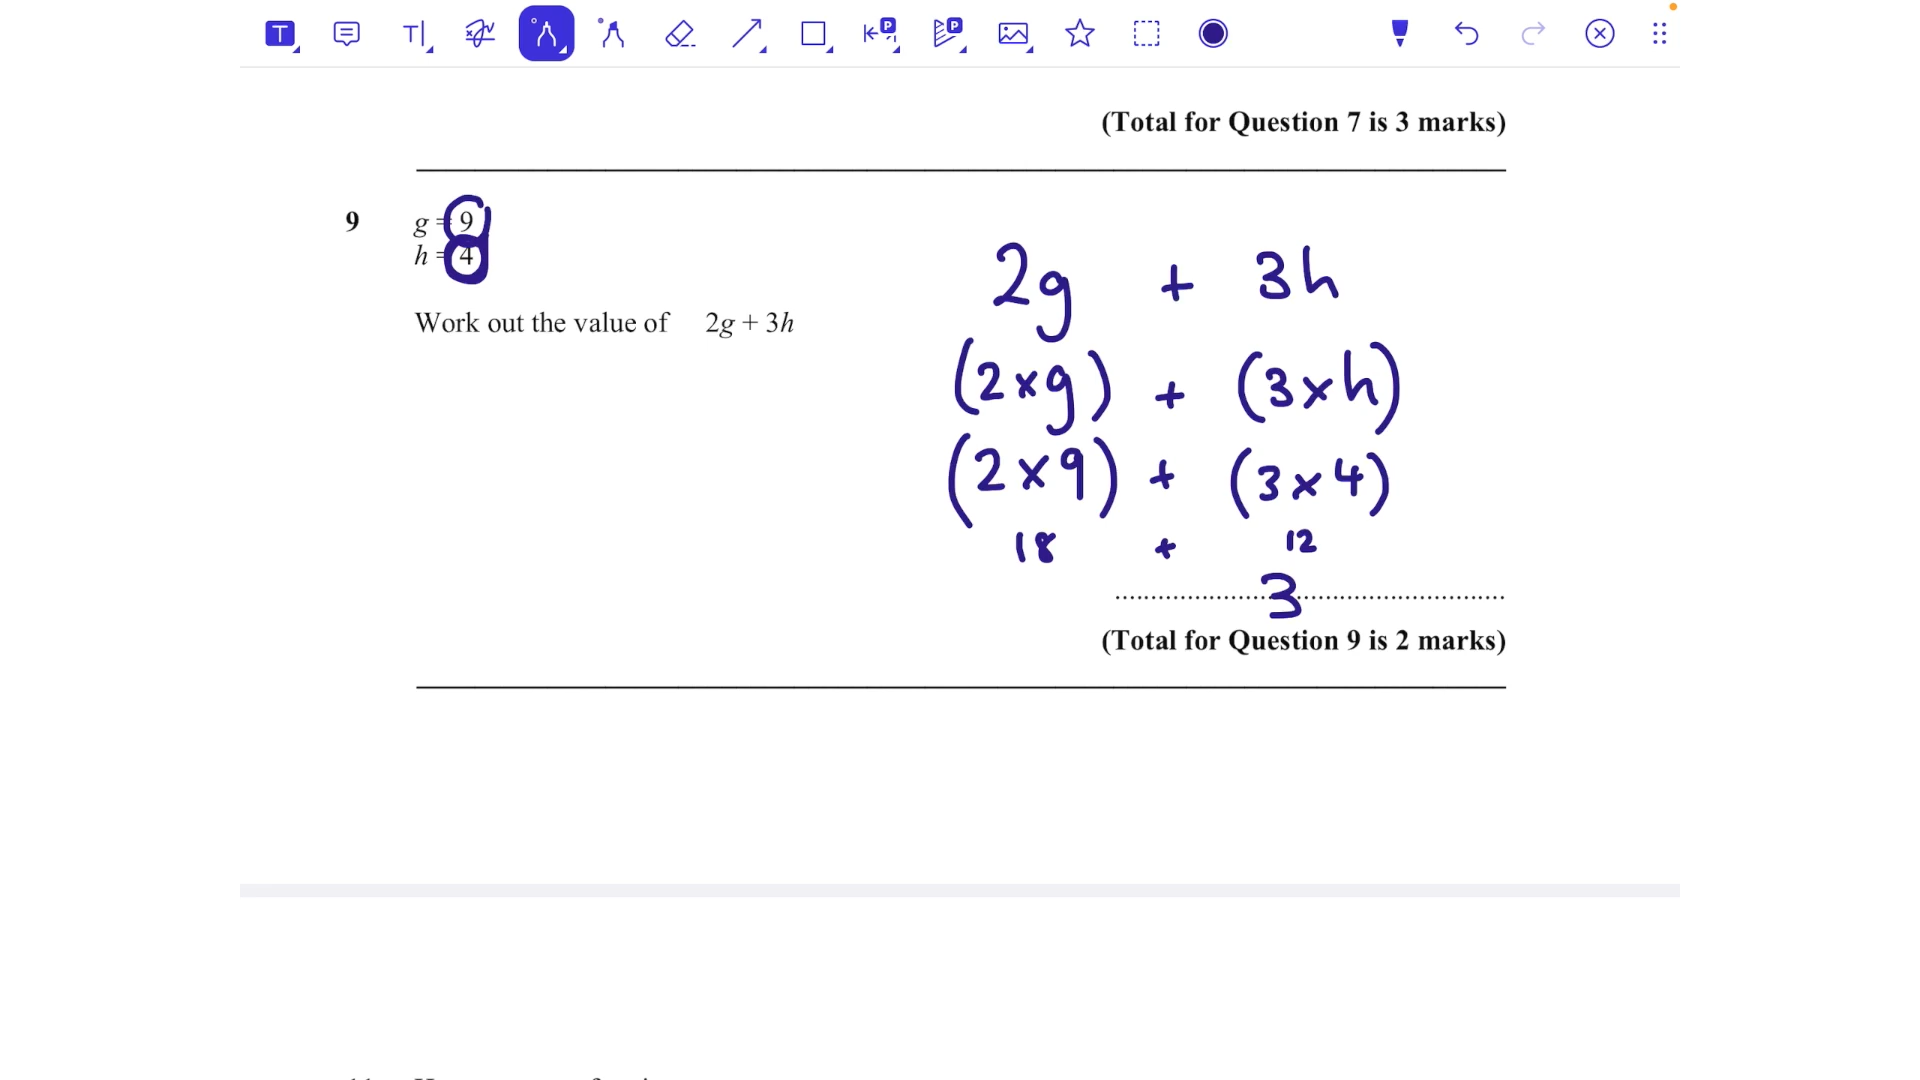 (Total for Question 7 is 3 marks)
9 g = 9
h = 4
Work out the value of 2g + 3h
2g + 3h
(2×g) + (3×h)
(2×9) + (3×4)
18 + 12
3
(Total for Question 9 is 2 marks)